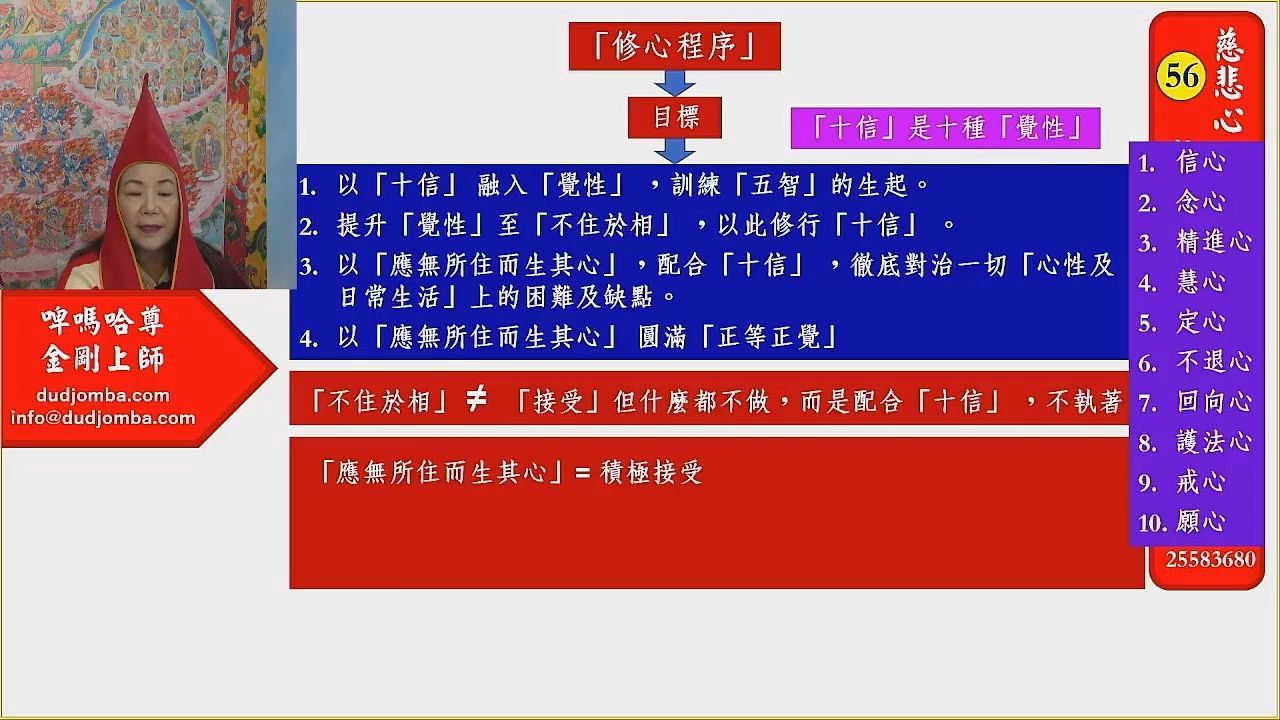 「修心程序」
目標
「十信」是十種「覺性」
1. 以「十信」 融入「覺性」 ，訓練「五智」的生起。
2. 提升「覺性」至「不住於相」 ，以此修行「十信」 。
3. 以「應無所住而生其心」，配合「十信」 ，徹底對治一切「心性及
日常生活」上的困難及缺點。
4. 以「應無所住而生其心」 圓滿「正等正覺」
「不住於相」 ≠ 「接受」但什麼都不做，而是配合「十信」 ，不執著
「應無所住而生其心」= 積極接受
啤嗎哈尊
金剛上師
dudjomba.com
info@dudjomba.com
56
慈悲心
1. 信心
2. 念心
3. 精進心
4. 慧心
5. 定心
6. 不退心
7. 回向心
8. 護法心
9. 戒心
10. 願心
25583680